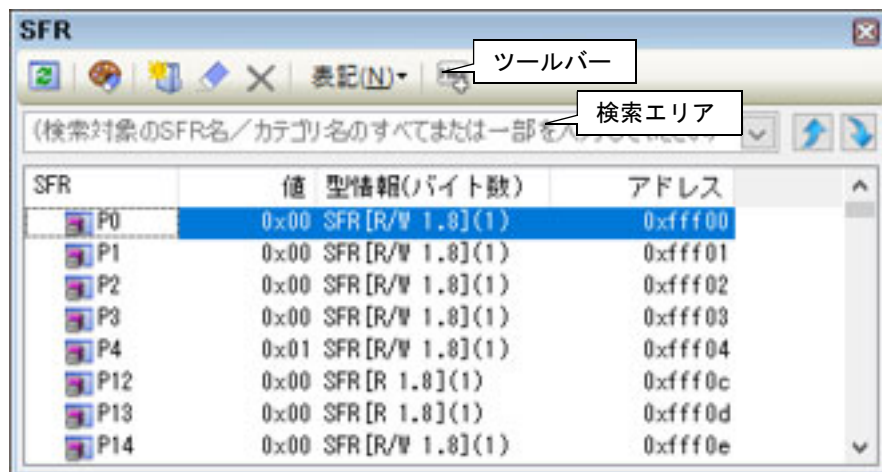 SFR
表記(N)▾
ツールバー
検索エリア
(検索対象のSFR名／カテゴリ名のすべてまたは一部を
SFR 値 型情報(バイト数) アドレス
P0 0x00 SFR[R/W 1.8](1) 0xfff00
P1 0x00 SFR[R/W 1.8](1) 0xfff01
P2 0x00 SFR[R/W 1.8](1) 0xfff02
P3 0x00 SFR[R/W 1.8](1) 0xfff03
P4 0x01 SFR[R/W 1.8](1) 0xfff04
P12 0x00 SFR[R 1.8](1) 0xfff0c
P13 0x00 SFR[R 1.8](1) 0xfff0d
P14 0x00 SFR[R/W 1.8](1) 0xfff0e